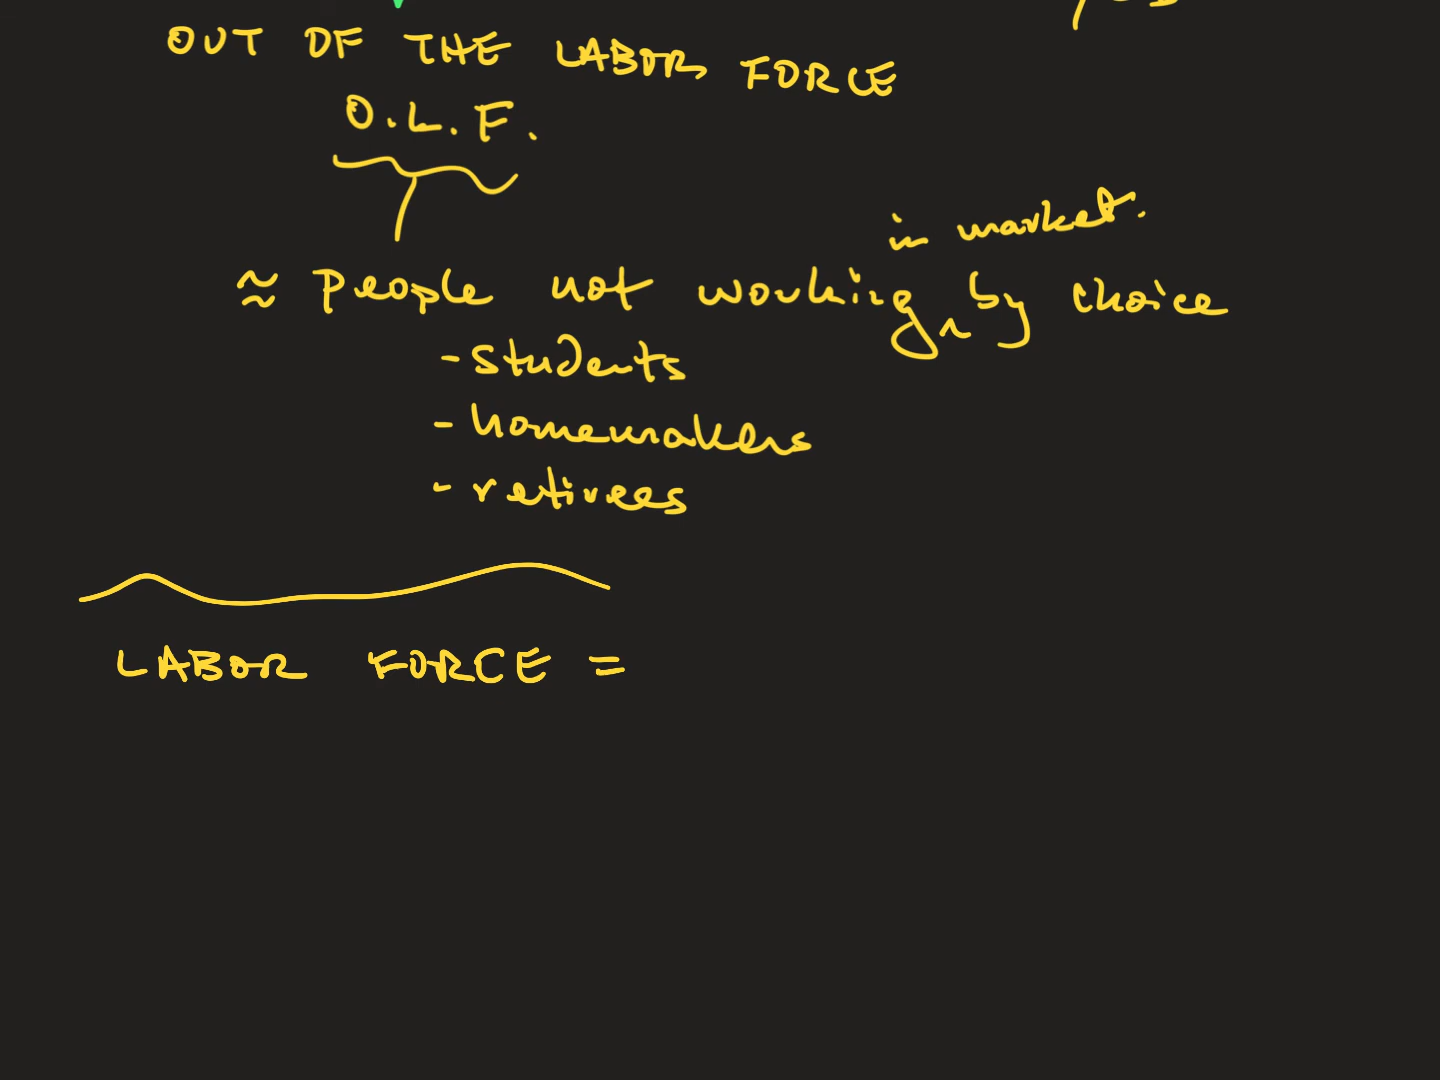 OUT OF THE LABOR FORCE
O.L.F.
in market.
≈ people not working by choice
- students
- homemakers
- retirees
LABOR FORCE =